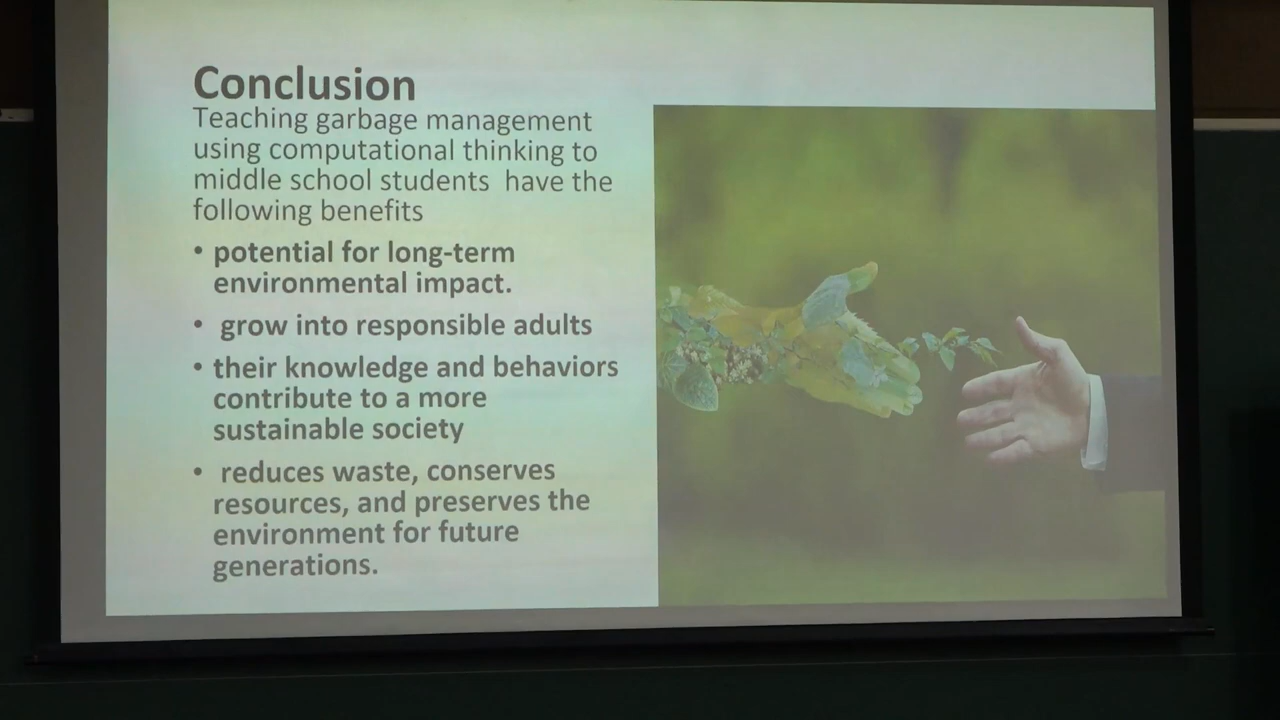 Conclusion
Teaching garbage management
using computational thinking to
middle school students  have the
following benefits
• potential for long-term
environmental impact.
• grow into responsible adults
• their knowledge and behaviors
contribute to a more
sustainable society
• reduces waste, conserves
resources, and preserves the
environment for future
generations.